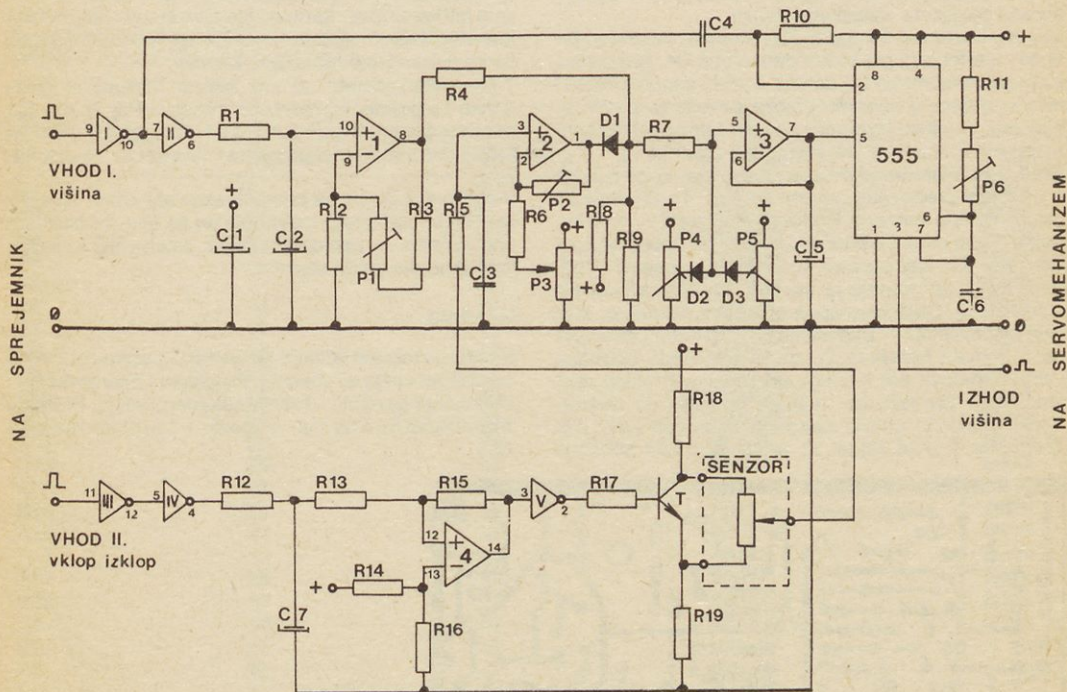 C4
R10
+
8
4
2
R11
R4
9
I
10
7
II
6
R1
10
+
1
8
−
9
3
+
2
1
−
2
D1
R7
5
+
3
7
−
6
5
555
P6
VHOD I.
višina
+
C1
C2
R2
P1
R3
R5
R6
P2
C3
+
P3
R8
+
R9
+
P4
D2
D3
+
P5
C5
1
3
7
6
C6
Ø
Ø
NA SPREJEMNIK
NA SERVOMEHANIZEM
IZHOD
višina
+
R18
SENZOR
11
III
12
5
IV
4
R12
R13
R15
3
V
2
R17
T
VHOD II.
vklop izklop
12
+
4
14
−
13
+
R14
C7
R16
R19